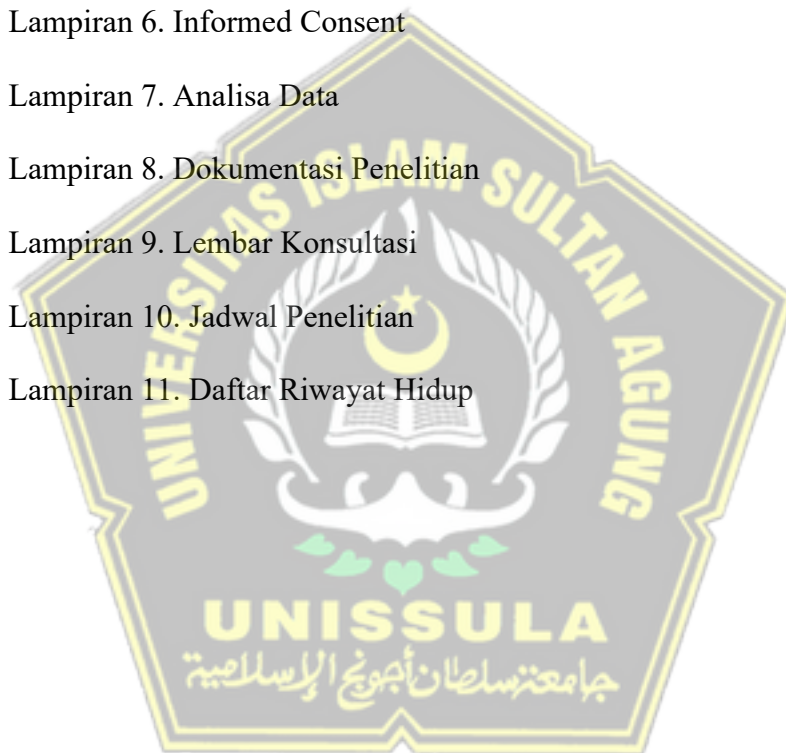 Lampiran 6. Informed Consent
Lampiran 7. Analisa Data
Lampiran 8. Dokumentasi Penelitian
Lampiran 9. Lembar Konsultasi
Lampiran 10. Jadwal Penelitian
Lampiran 11. Daftar Riwayat Hidup
UNIVERSITAS ISLAM SULTAN AGUNG
UNISSULA
جامعة سلطان أجونج الإسلامية